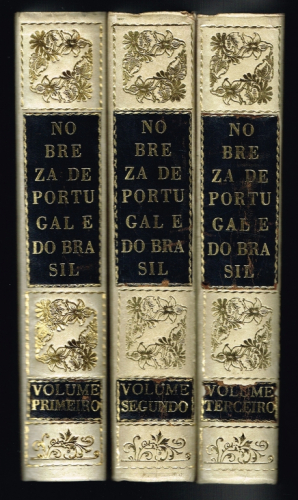 NO
BRE
ZA DE
PORTU
GAL E
DO BRA
SIL
VOLUME
PRIMEIRO
NO
BRE
ZA DE
PORTU
GAL E
DO BRA
SIL
VOLUME
SEGUNDO
NO
BRE
ZA DE
PORTU
GAL E
DO BRA
SIL
VOLUME
TERCEIRO